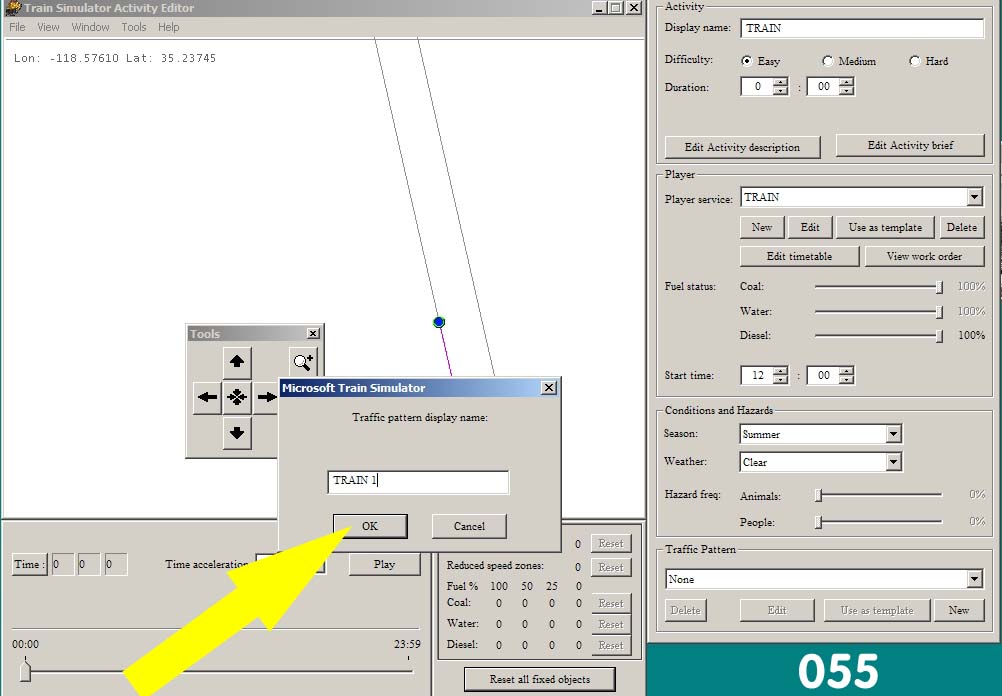 Train Simulator Activity Editor
File View Window Tools Help
Lon: -118.57610 Lat: 35.23745
Tools
Microsoft Train Simulator
Traffic pattern display name:
TRAIN 1
OK Cancel
Time : 0 0 0 Time acceleration Play
00:00 23:59
0 Reset
Reduced speed zones: 0 Reset
Fuel % 100 50 25 0
Coal: 0 0 0 0 Reset
Water: 0 0 0 0 Reset
Diesel: 0 0 0 0 Reset
Reset all fixed objects
Activity
Display name: TRAIN
Difficulty: Easy Medium Hard
Duration: 0 : 00
Edit Activity description Edit Activity brief
Player
Player service: TRAIN
New Edit Use as template Delete
Edit timetable View work order
Fuel status: Coal: 100%
Water: 100%
Diesel: 100%
Start time: 12 : 00
Conditions and Hazards
Season: Summer
Weather: Clear
Hazard freq: Animals: 0%
People: 0%
Traffic Pattern
None
Delete Edit Use as template New
055